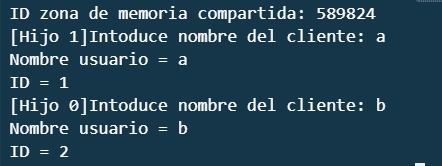 ID zona de memoria compartida: 589824
[Hijo 1]Intoduce nombre del cliente: a
Nombre usuario = a
ID = 1
[Hijo 0]Intoduce nombre del cliente: b
Nombre usuario = b
ID = 2